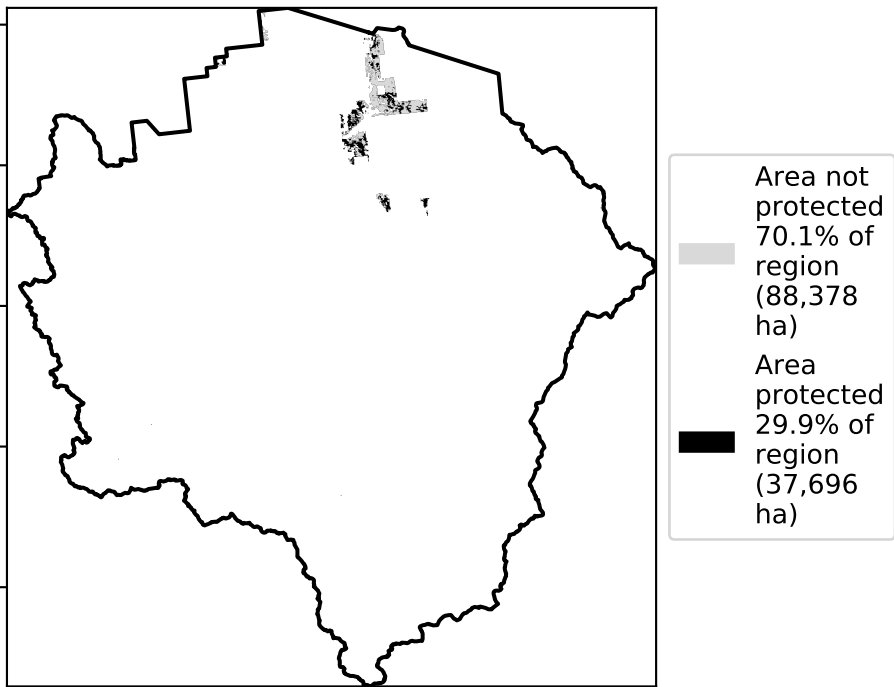 Area not
protected
70.1% of
region
(88,378
ha)
Area
protected
29.9% of
region
(37,696
ha)